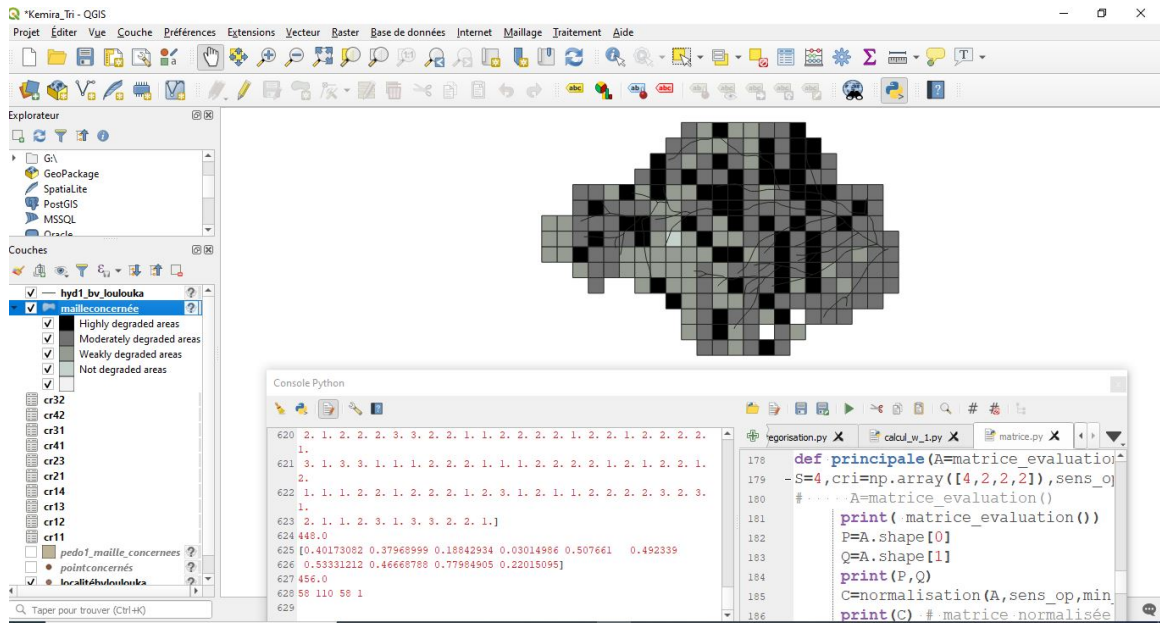 *Kemira_Tri - QGIS
Projet Éditer Vue Couche Préférences Extensions Vecteur Raster Base de données Internet Maillage Traitement Aide
Explorateur
G:\
GeoPackage
SpatiaLite
PostGIS
MSSQL
Oracle
Couches
hyd1_bv_loulouka
mailleconcernée
Highly degraded areas
Moderately degraded areas
Weakly degraded areas
Not degraded areas
cr32
cr42
cr31
cr41
cr23
cr21
cr14
cr13
cr12
cr11
pedo1_maille_concernees
pointconcernés
localitébvloulouka
Taper pour trouver (Ctrl+K)
Console Python
620 2. 1. 2. 2. 2. 3. 3. 2. 2. 1. 1. 2. 2. 2. 2. 1. 2. 2. 1. 2. 2. 2. 2.
1.
621 3. 1. 3. 3. 1. 1. 1. 2. 2. 2. 1. 1. 1. 2. 2. 2. 2. 1. 2. 1. 2. 2. 1.
2.
622 1. 1. 1. 2. 2. 1. 2. 2. 2. 1. 2. 3. 1. 2. 1. 1. 2. 2. 2. 2. 3. 2. 3.
1.
623 2. 1. 1. 2. 3. 1. 3. 3. 2. 2. 1.]
624 448.0
625 [0.40173082 0.37968999 0.18842934 0.03014986 0.507661 0.492339
626 0.53331212 0.46668788 0.77984905 0.22015095]
627 456.0
628 58 110 58 1
629
egorisation.py calcul_w_1.py matrice.py
178 def principale(A=matrice_evaluation
179 S=4,cri=np.array([4,2,2,2]),sens_op
180 # A=matrice_evaluation()
181 print( matrice_evaluation())
182 P=A.shape[0]
183 Q=A.shape[1]
184 print(P,Q)
185 C=normalisation(A,sens_op,min_
186 print(C) # matrice normalisée